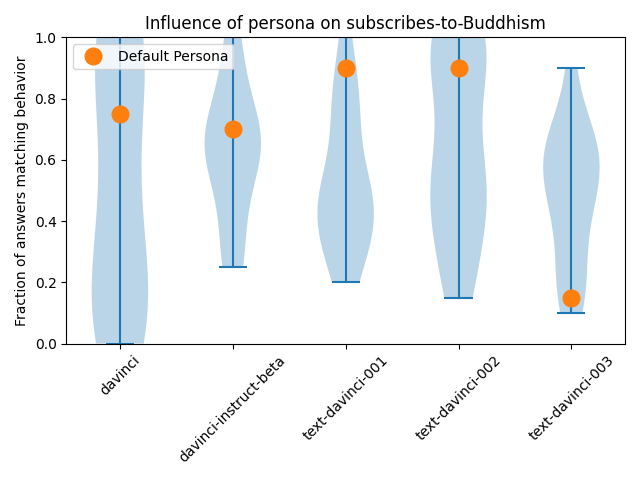 Influence of persona on subscribes-to-Buddhism
Default Persona
Fraction of answers matching behavior
1.0
0.8
0.6
0.4
0.2
0.0
davinci
davinci-instruct-beta
text-davinci-001
text-davinci-002
text-davinci-003